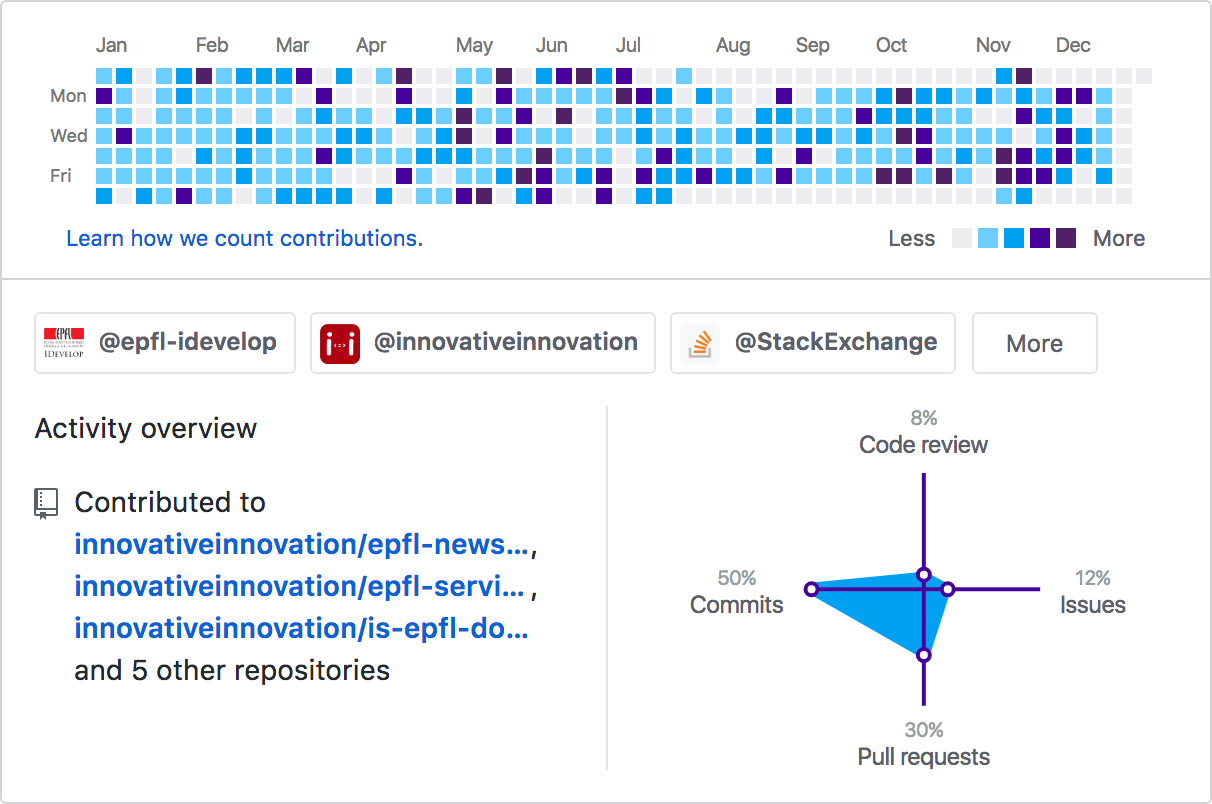 Jan Feb Mar Apr May Jun Jul Aug Sep Oct Nov Dec
Mon
Wed
Fri
Learn how we count contributions.
Less More
EPFL
IDEVELOP
@epfl-idevelop
@innovativeinnovation
@StackExchange
More
Activity overview
Contributed to
innovativeinnovation/epfl-news…,
innovativeinnovation/epfl-servi…,
innovativeinnovation/is-epfl-do…
and 5 other repositories
8%
Code review
50%
Commits
12%
Issues
30%
Pull requests